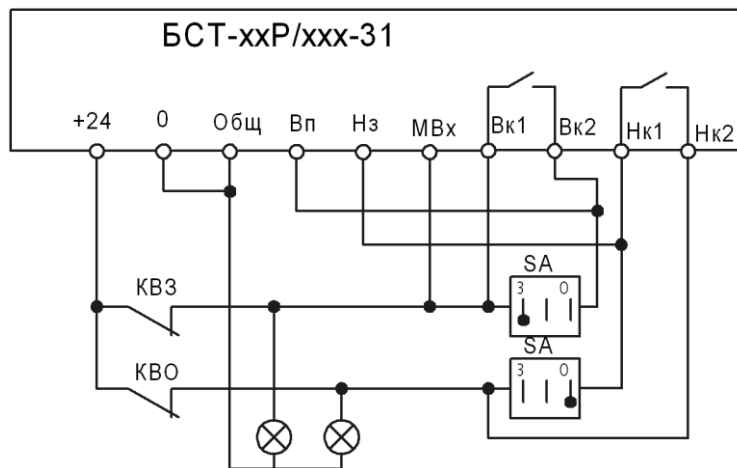 БСТ-ххР/ххх-31
+24 0 Общ Вп Нз МВх Вк1 Вк2 Нк1 Нк2
SA
КВЗ 3 0
SA
КВО 3 0